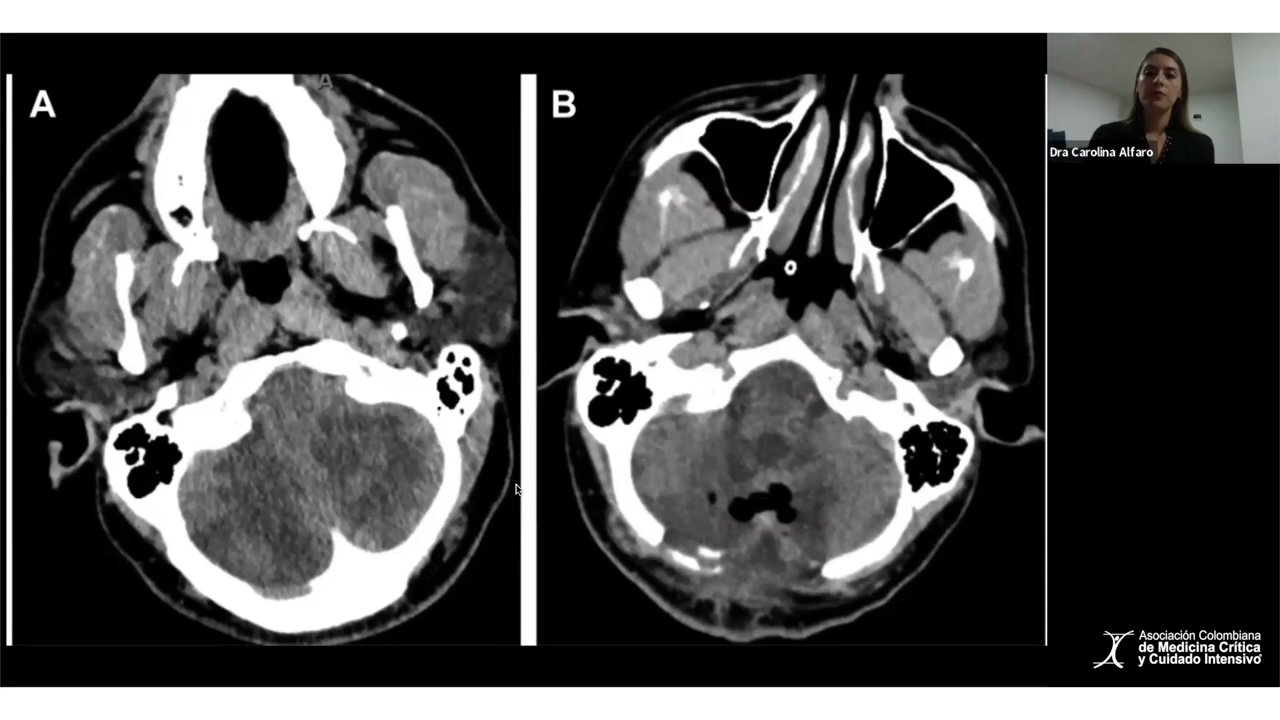 A
A
B
Dra Carolina Alfaro
Asociación Colombiana
de Medicina Crítica
y Cuidado Intensivo